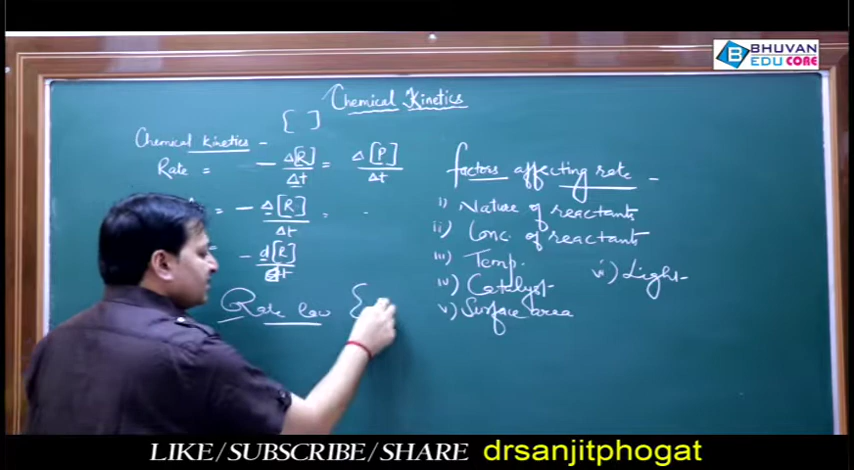 BHUVAN
EDU CORE
Chemical Kinetics
[ ]
Chemical kinetics -
Rate = - Δ[R]/Δt = Δ[P]/Δt
- Δ[R]/Δt =
- d[R]/dt
Rate law {
factors affecting rate -
i) Nature of reactants
ii) Conc. of reactants
iii) Temp.
iv) Catalyst-
v) Surface area
vi) Light-
LIKE/SUBSCRIBE/SHARE drsanjitphogat